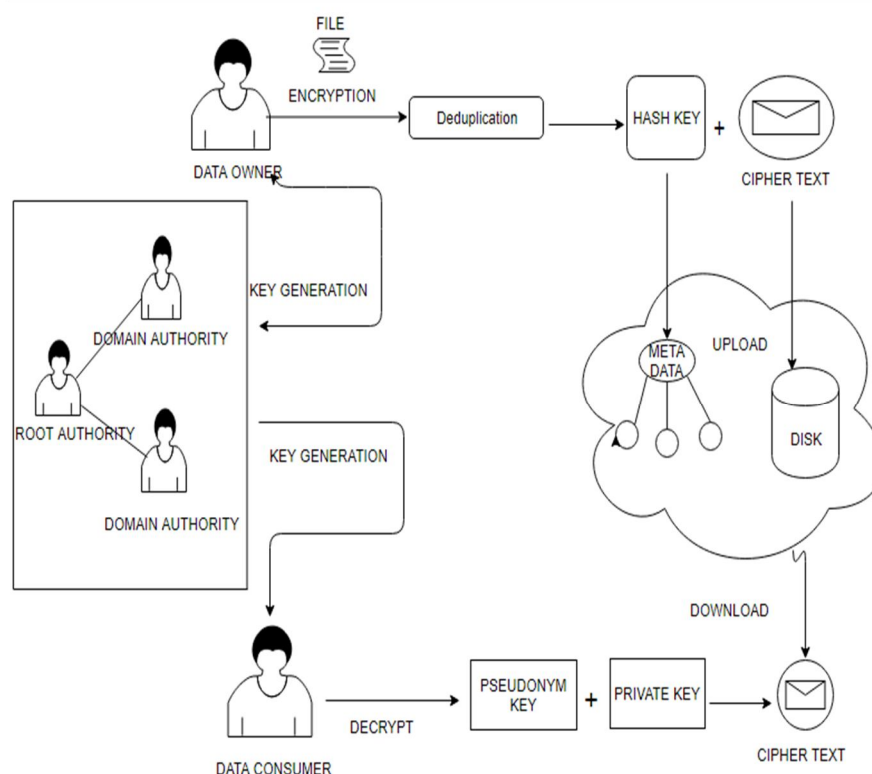 FILE
ENCRYPTION
Deduplication
HASH KEY
+
CIPHER TEXT
DATA OWNER
KEY GENERATION
DOMAIN AUTHORITY
ROOT AUTHORITY
DOMAIN AUTHORITY
KEY GENERATION
META
DATA
UPLOAD
DISK
DOWNLOAD
PSEUDONYM
KEY
+
PRIVATE KEY
DECRYPT
CIPHER TEXT
DATA CONSUMER